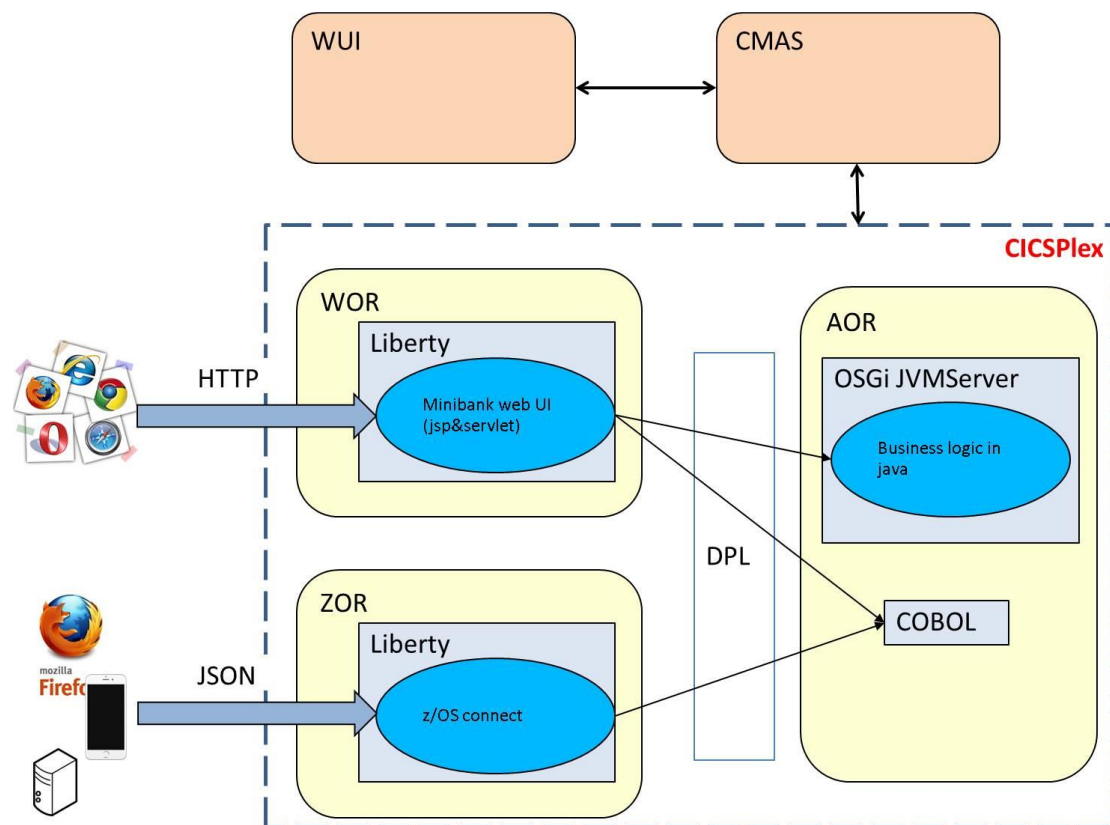 WUI
CMAS
CICSPlex
WOR
Liberty
HTTP
Minibank web UI
(jsp&servlet)
AOR
OSGi JVMServer
Business logic in
java
DPL
ZOR
Liberty
COBOL
mozilla
JSON
z/OS connect